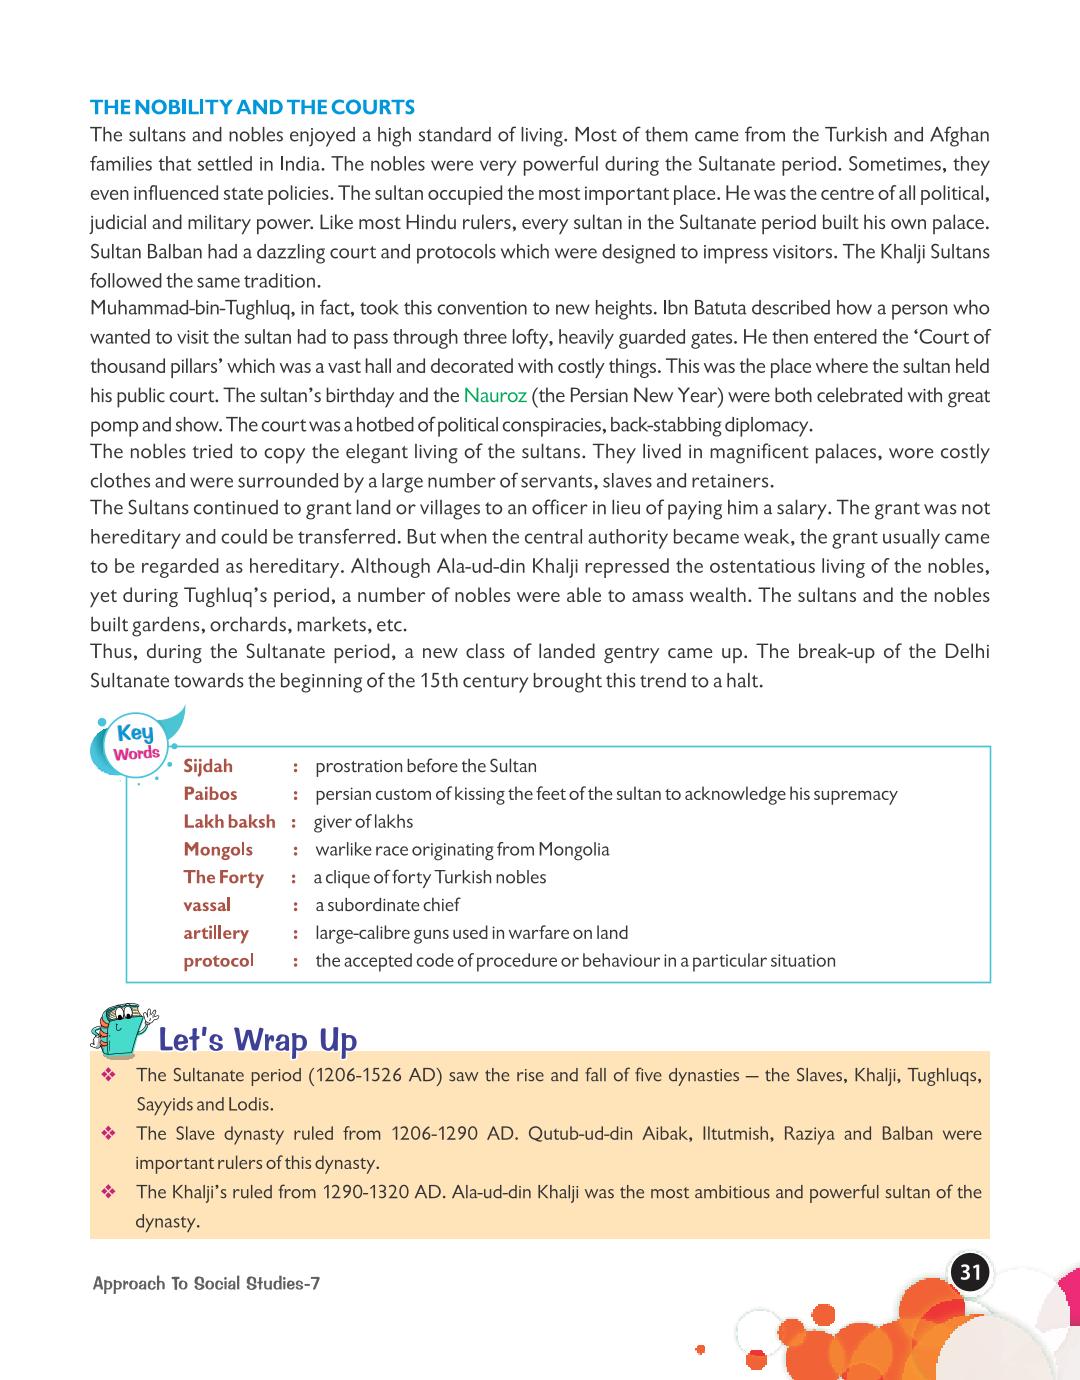 THE NOBILITY AND THE COURTS
The sultans and nobles enjoyed a high standard of living. Most of them came from the Turkish and Afghan
families that settled in India. The nobles were very powerful during the Sultanate period. Sometimes, they
even influenced state policies. The sultan occupied the most important place. He was the centre of all political,
judicial and military power. Like most Hindu rulers, every sultan in the Sultanate period built his own palace.
Sultan Balban had a dazzling court and protocols which were designed to impress visitors. The Khalji Sultans
followed the same tradition.
Muhammad-bin-Tughluq, in fact, took this convention to new heights. Ibn Batuta described how a person who
wanted to visit the sultan had to pass through three lofty, heavily guarded gates. He then entered the ‘Court of
thousand pillars’ which was a vast hall and decorated with costly things. This was the place where the sultan held
his public court. The sultan’s birthday and the Nauroz (the Persian New Year) were both celebrated with great
pomp and show. The court was a hotbed of political conspiracies, back-stabbing diplomacy.
The nobles tried to copy the elegant living of the sultans. They lived in magnificent palaces, wore costly
clothes and were surrounded by a large number of servants, slaves and retainers.
The Sultans continued to grant land or villages to an officer in lieu of paying him a salary. The grant was not
hereditary and could be transferred. But when the central authority became weak, the grant usually came
to be regarded as hereditary. Although Ala-ud-din Khalji repressed the ostentatious living of the nobles,
yet during Tughluq’s period, a number of nobles were able to amass wealth. The sultans and the nobles
built gardens, orchards, markets, etc.
Thus, during the Sultanate period, a new class of landed gentry came up. The break-up of the Delhi
Sultanate towards the beginning of the 15th century brought this trend to a halt.
Key
Words
Sijdah : prostration before the Sultan
Paibos : persian custom of kissing the feet of the sultan to acknowledge his supremacy
Lakh baksh : giver of lakhs
Mongols : warlike race originating from Mongolia
The Forty : a clique of forty Turkish nobles
vassal : a subordinate chief
artillery : large-calibre guns used in warfare on land
protocol : the accepted code of procedure or behaviour in a particular situation
Let's Wrap Up
❖ The Sultanate period (1206-1526 AD) saw the rise and fall of five dynasties — the Slaves, Khalji, Tughluqs,
Sayyids and Lodis.
❖ The Slave dynasty ruled from 1206-1290 AD. Qutub-ud-din Aibak, Iltutmish, Raziya and Balban were
important rulers of this dynasty.
❖ The Khalji’s ruled from 1290-1320 AD. Ala-ud-din Khalji was the most ambitious and powerful sultan of the
dynasty.
Approach To Social Studies-7
31